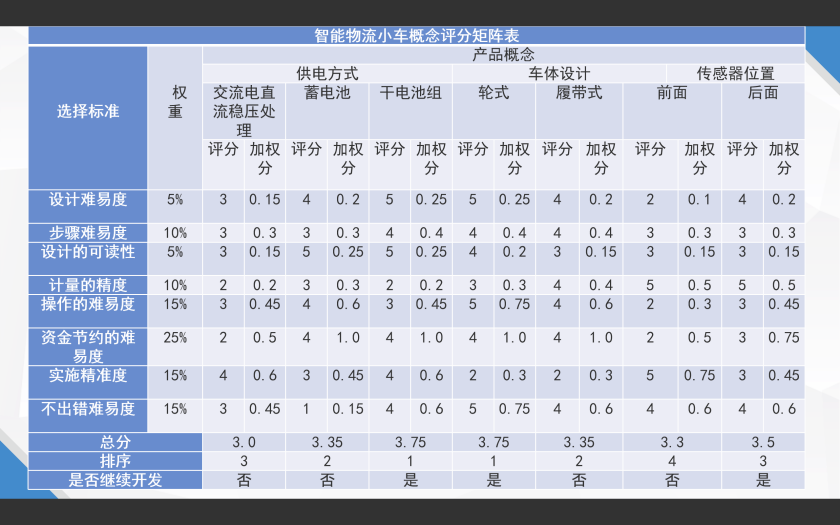 智能物流小车概念评分矩阵表
选择标准 权重 产品概念
供电方式 车体设计 传感器位置
交流电直流稳压处理 蓄电池 干电池组 轮式 履带式 前面 后面
评分 加权分 评分 加权分 评分 加权分 评分 加权分 评分 加权分 评分 加权分 评分 加权分
设计难易度 5% 3 0.15 4 0.2 5 0.25 5 0.25 4 0.2 2 0.1 4 0.2
步骤难易度 10% 3 0.3 3 0.3 4 0.4 4 0.4 4 0.4 3 0.3 3 0.3
设计的可读性 5% 3 0.15 5 0.25 5 0.25 4 0.2 3 0.15 3 0.15 3 0.15
计量的精度 10% 2 0.2 3 0.3 2 0.2 3 0.3 4 0.4 5 0.5 5 0.5
操作的难易度 15% 3 0.45 4 0.6 3 0.45 5 0.75 4 0.6 2 0.3 3 0.45
资金节约的难易度 25% 2 0.5 4 1.0 4 1.0 4 1.0 4 1.0 2 0.5 3 0.75
实施精准度 15% 4 0.6 3 0.45 4 0.6 2 0.3 2 0.3 5 0.75 3 0.45
不出错难易度 15% 3 0.45 1 0.15 4 0.6 5 0.75 4 0.6 4 0.6 4 0.6
总分 3.0 3.35 3.75 3.75 3.35 3.3 3.5
排序 3 2 1 1 2 4 3
是否继续开发 否 否 是 是 否 否 是